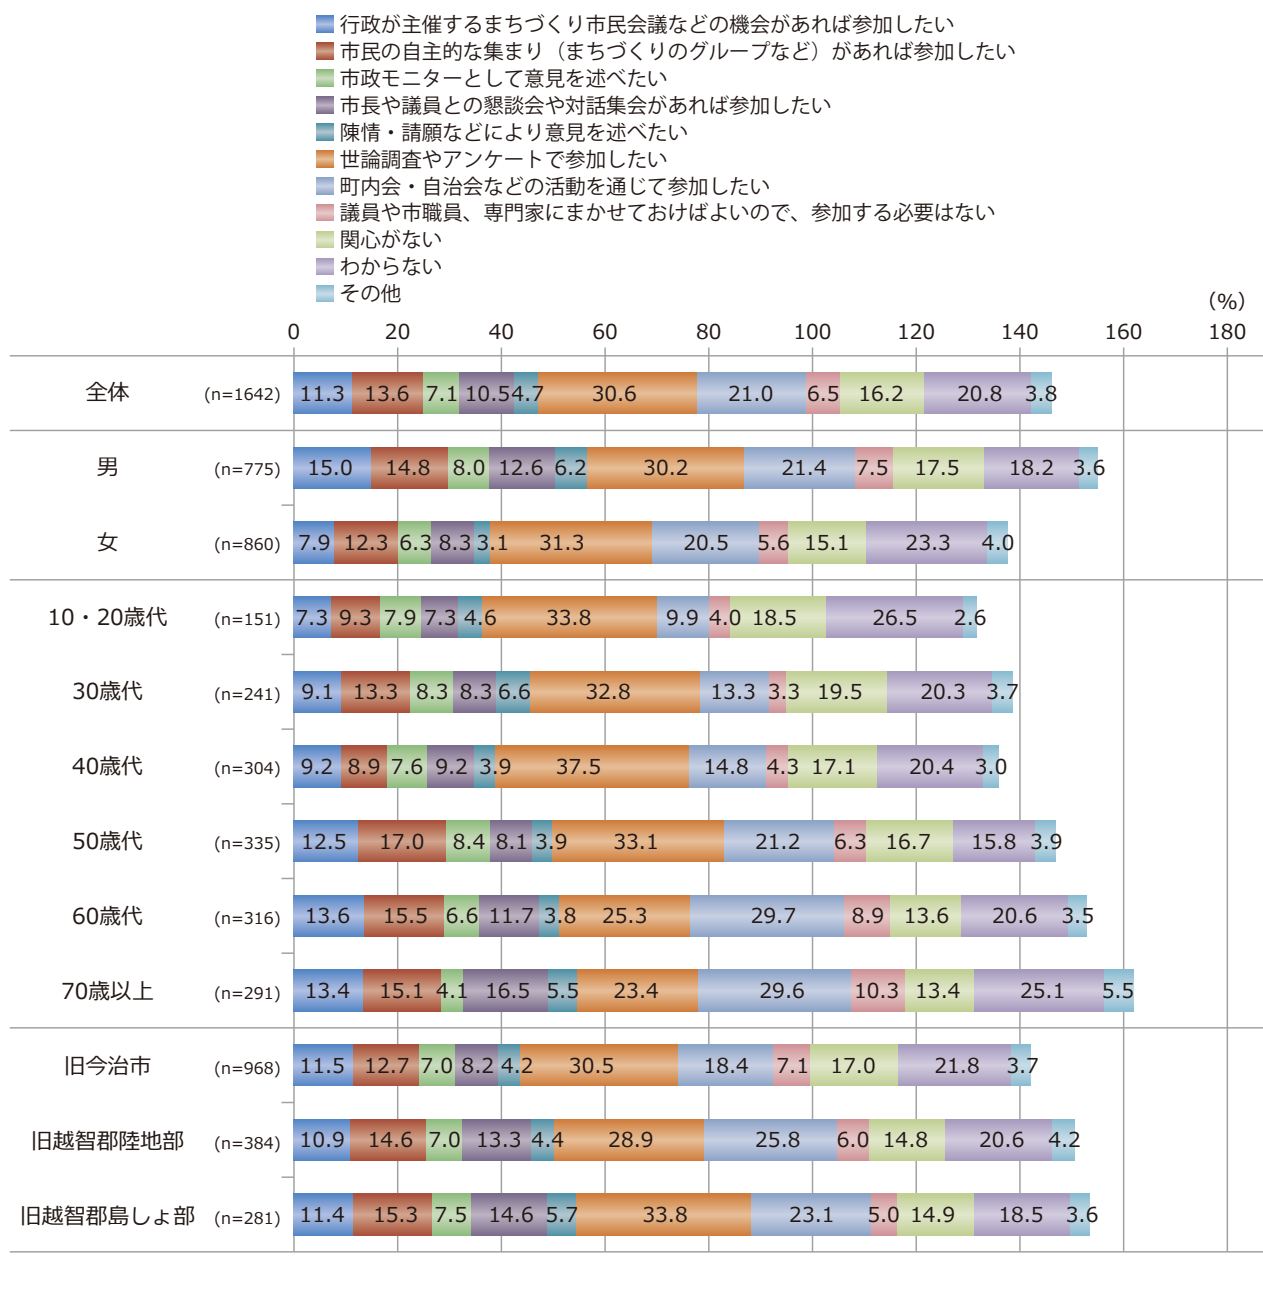 行政が主催するまちづくり市民会議などの機会があれば参加したい
市民の自主的な集まり（まちづくりのグループなど）があれば参加したい
市政モニターとして意見を述べたい
市長や議員との懇談会や対話集会があれば参加したい
陳情・請願などにより意見を述べたい
世論調査やアンケートで参加したい
町内会・自治会などの活動を通じて参加したい
議員や市職員、専門家にまかせておけばよいので、参加する必要はない
関心がない
わからない
その他
（%）
0 20 40 60 80 100 120 140 160 180
全体 (n=1642) 11.3 13.6 7.1 10.5 4.7 30.6 21.0 6.5 16.2 20.8 3.8
男 (n=775) 15.0 14.8 8.0 12.6 6.2 30.2 21.4 7.5 17.5 18.2 3.6
女 (n=860) 7.9 12.3 6.3 8.3 3.1 31.3 20.5 5.6 15.1 23.3 4.0
10・20歳代 (n=151) 7.3 9.3 7.9 7.3 4.6 33.8 9.9 4.0 18.5 26.5 2.6
30歳代 (n=241) 9.1 13.3 8.3 8.3 6.6 32.8 13.3 3.3 19.5 20.3 3.7
40歳代 (n=304) 9.2 8.9 7.6 9.2 3.9 37.5 14.8 4.3 17.1 20.4 3.0
50歳代 (n=335) 12.5 17.0 8.4 8.1 3.9 33.1 21.2 6.3 16.7 15.8 3.9
60歳代 (n=316) 13.6 15.5 6.6 11.7 3.8 25.3 29.7 8.9 13.6 20.6 3.5
70歳以上 (n=291) 13.4 15.1 4.1 16.5 5.5 23.4 29.6 10.3 13.4 25.1 5.5
旧今治市 (n=968) 11.5 12.7 7.0 8.2 4.2 30.5 18.4 7.1 17.0 21.8 3.7
旧越智郡陸地部 (n=384) 10.9 14.6 7.0 13.3 4.4 28.9 25.8 6.0 14.8 20.6 4.2
旧越智郡島しょ部 (n=281) 11.4 15.3 7.5 14.6 5.7 33.8 23.1 5.0 14.9 18.5 3.6